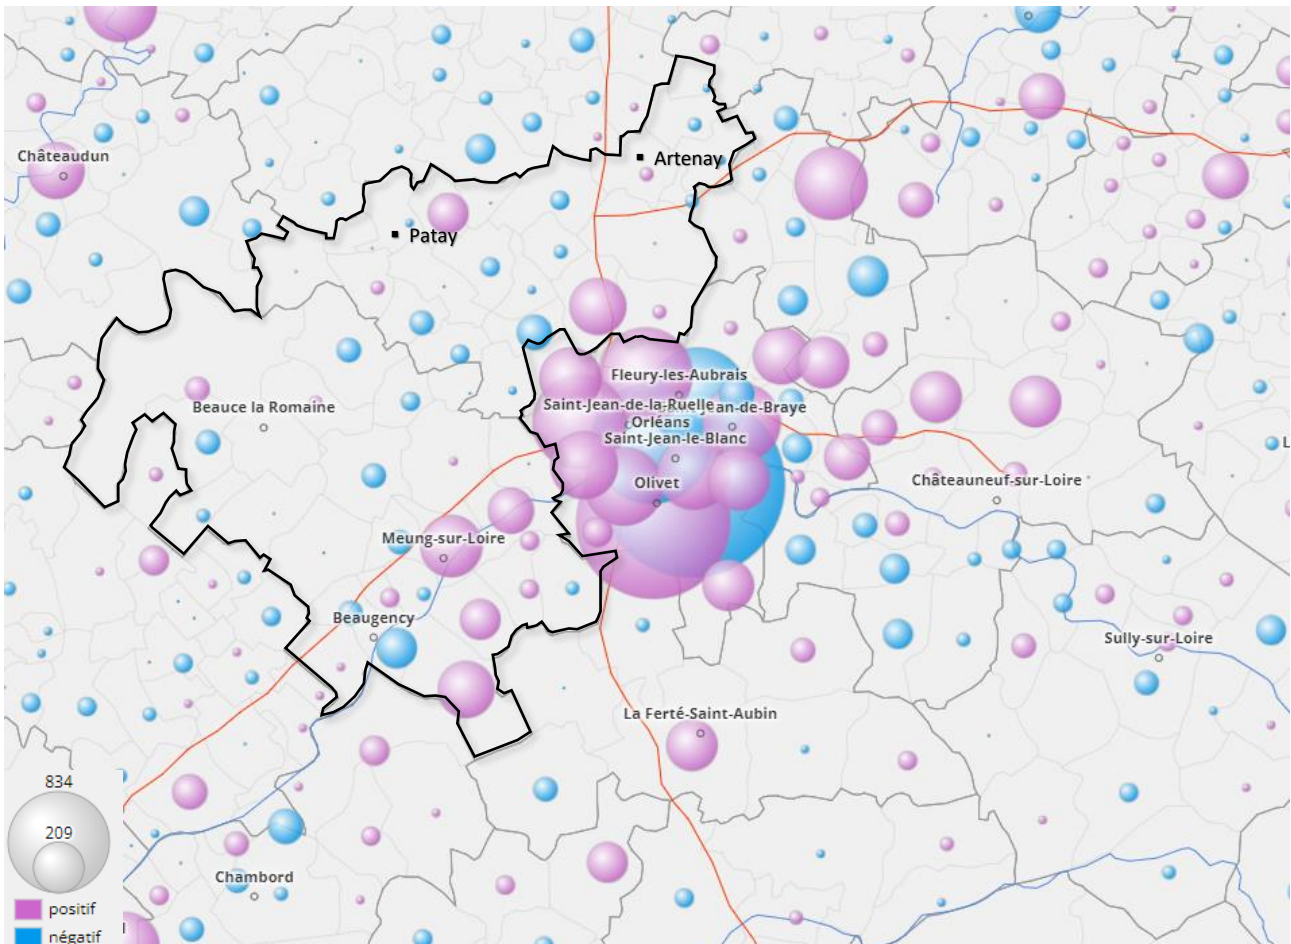 Châteaudun
Artenay
Patay
Fleury-les-Aubrais
Saint-Jean-de-la-Ruelle
Jean-de-Braye
Beauce la Romaine
Orléans
Saint-Jean-le-Blanc
Olivet
Châteauneuf-sur-Loire
L
Meung-sur-Loire
Beaugency
Sully-sur-Loire
La Ferté-Saint-Aubin
834
209
Chambord
positif
négatif